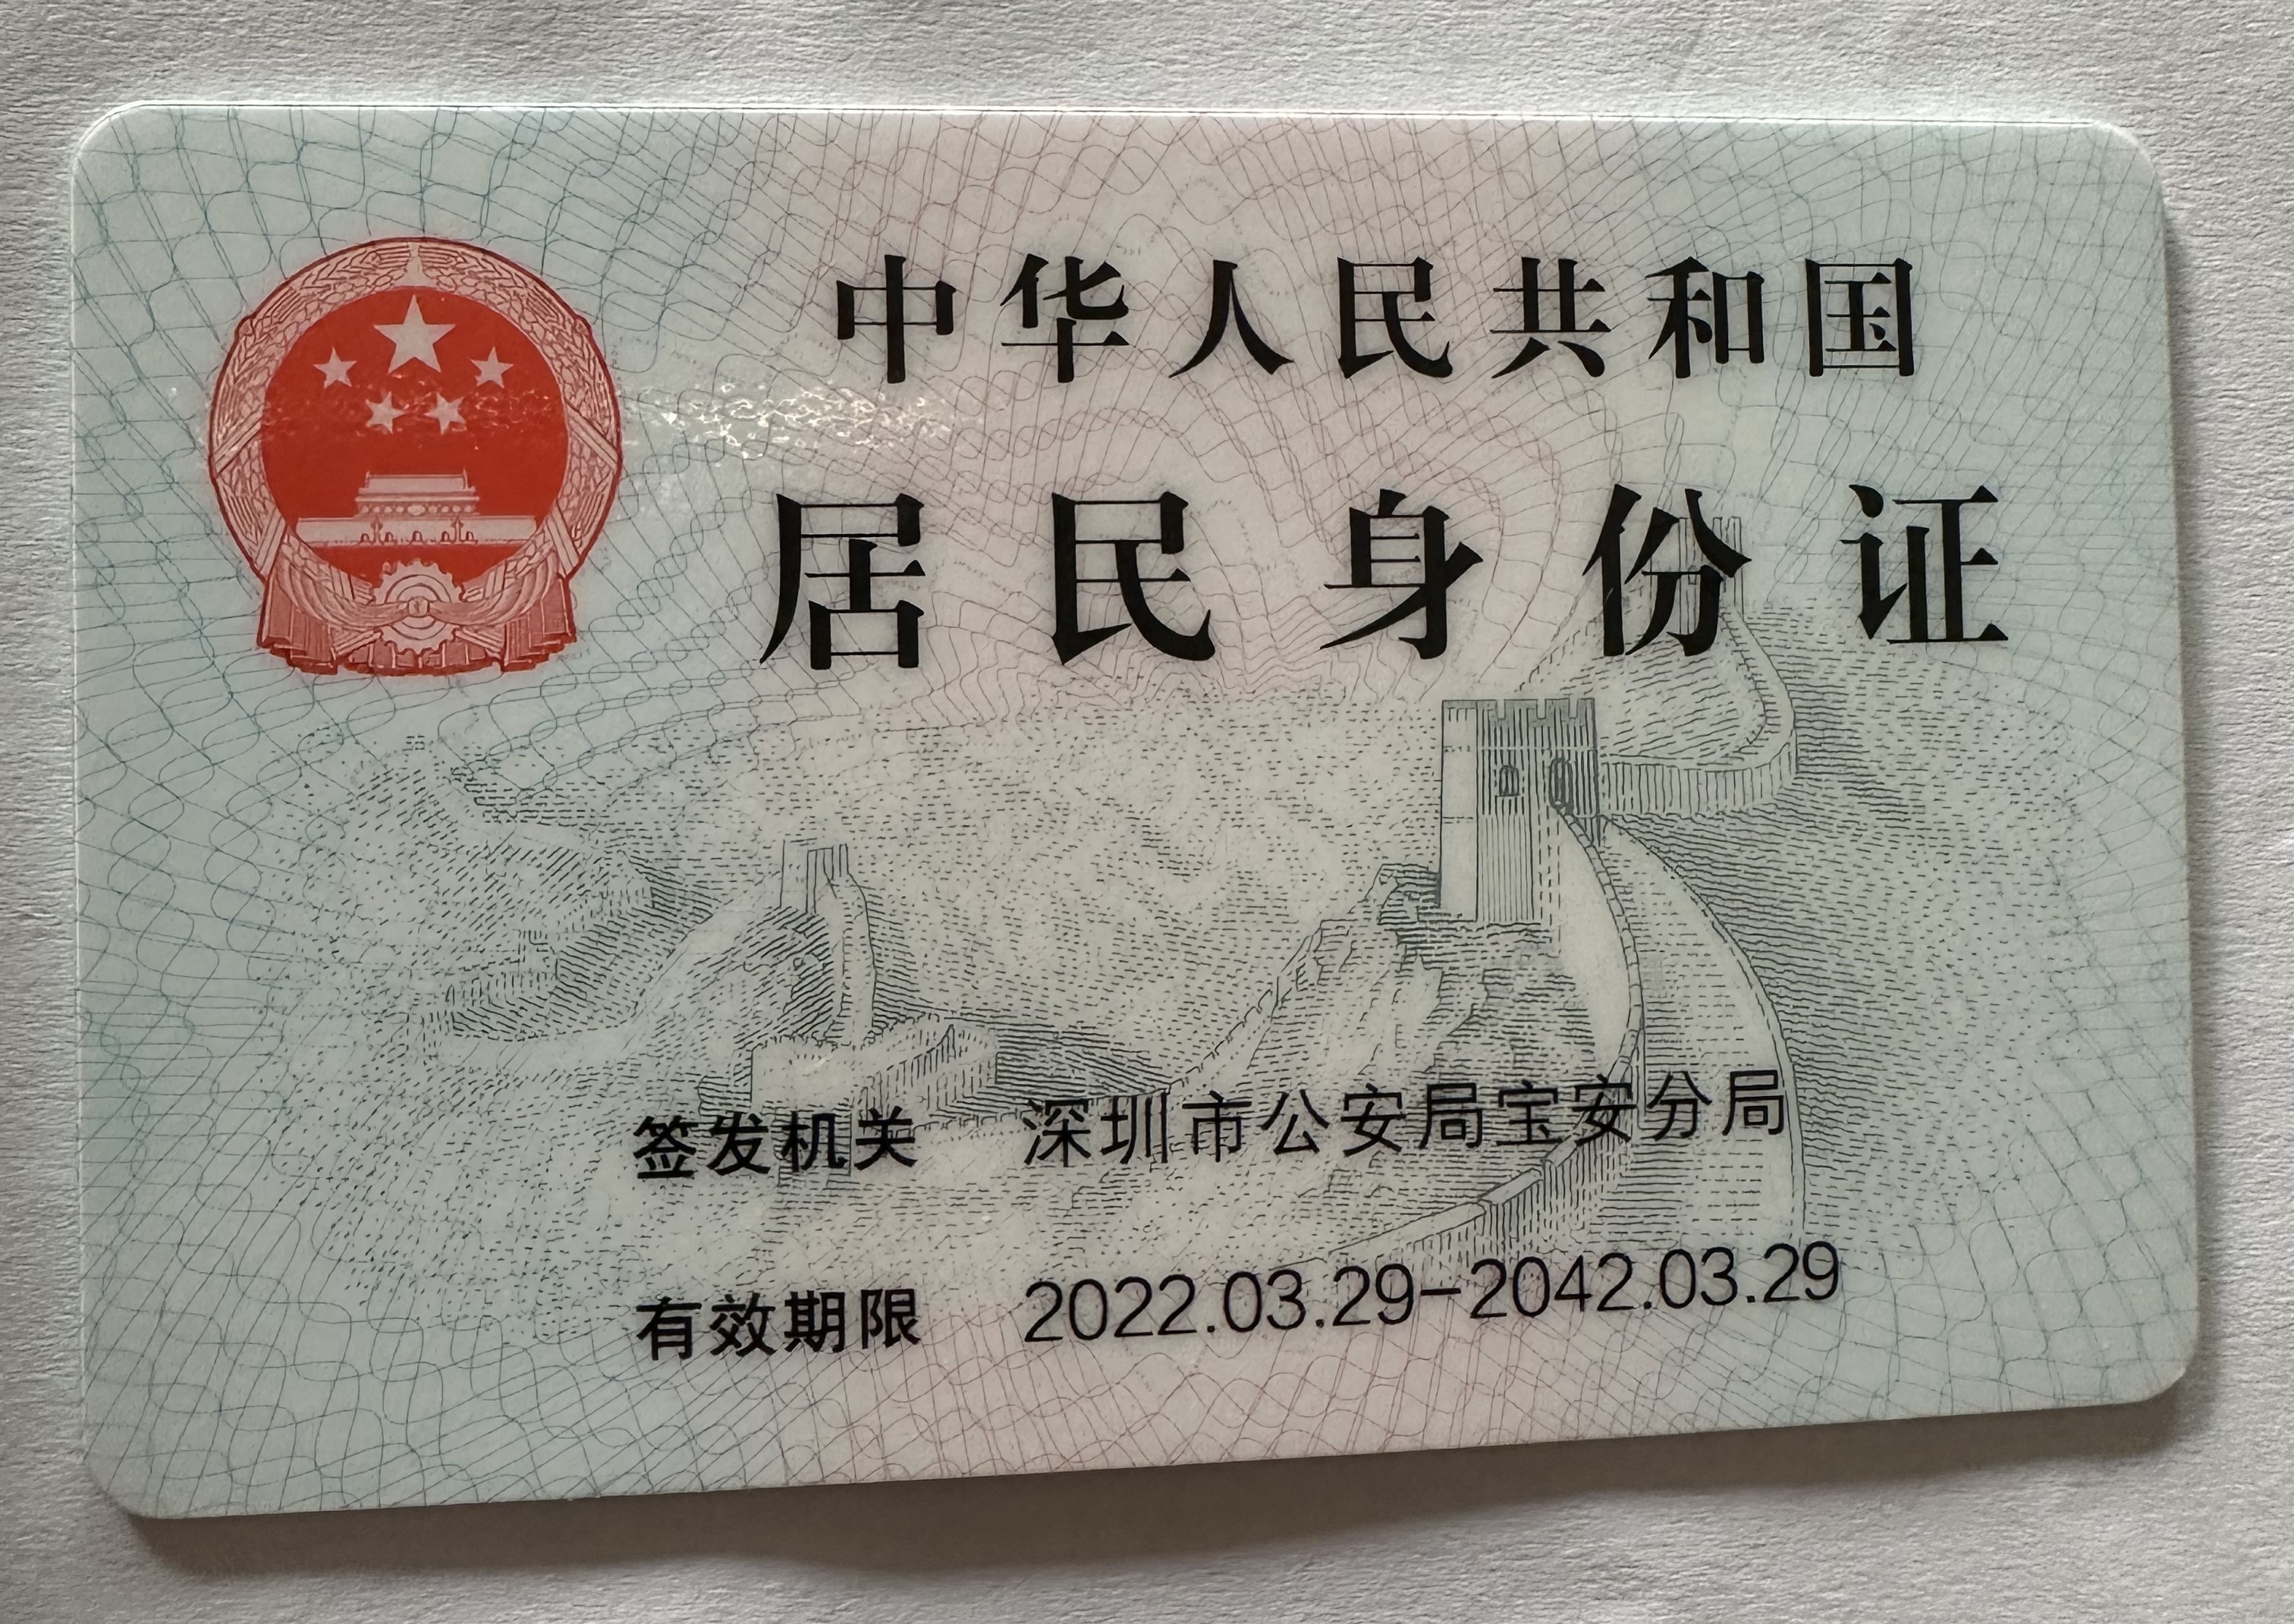 中华人民共和国
居民身份证
签发机关 深圳市公安局宝安分局
有效期限 2022.03.29-2042.03.29